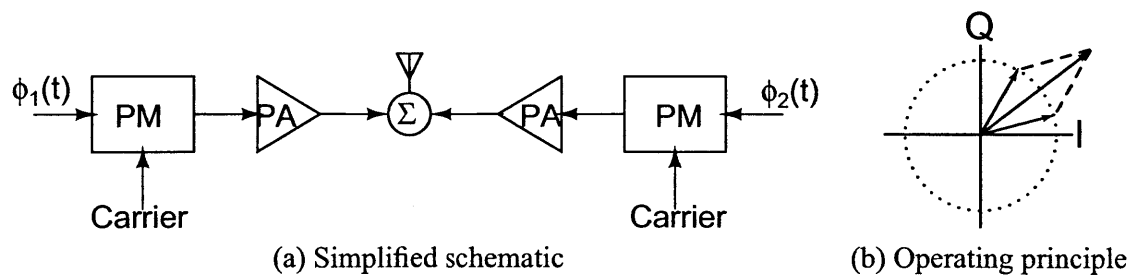 ϕ₁(t)
PM
PA
Σ
PA
PM
ϕ₂(t)
Carrier
Carrier
Q
I
(a) Simplified schematic
(b) Operating principle